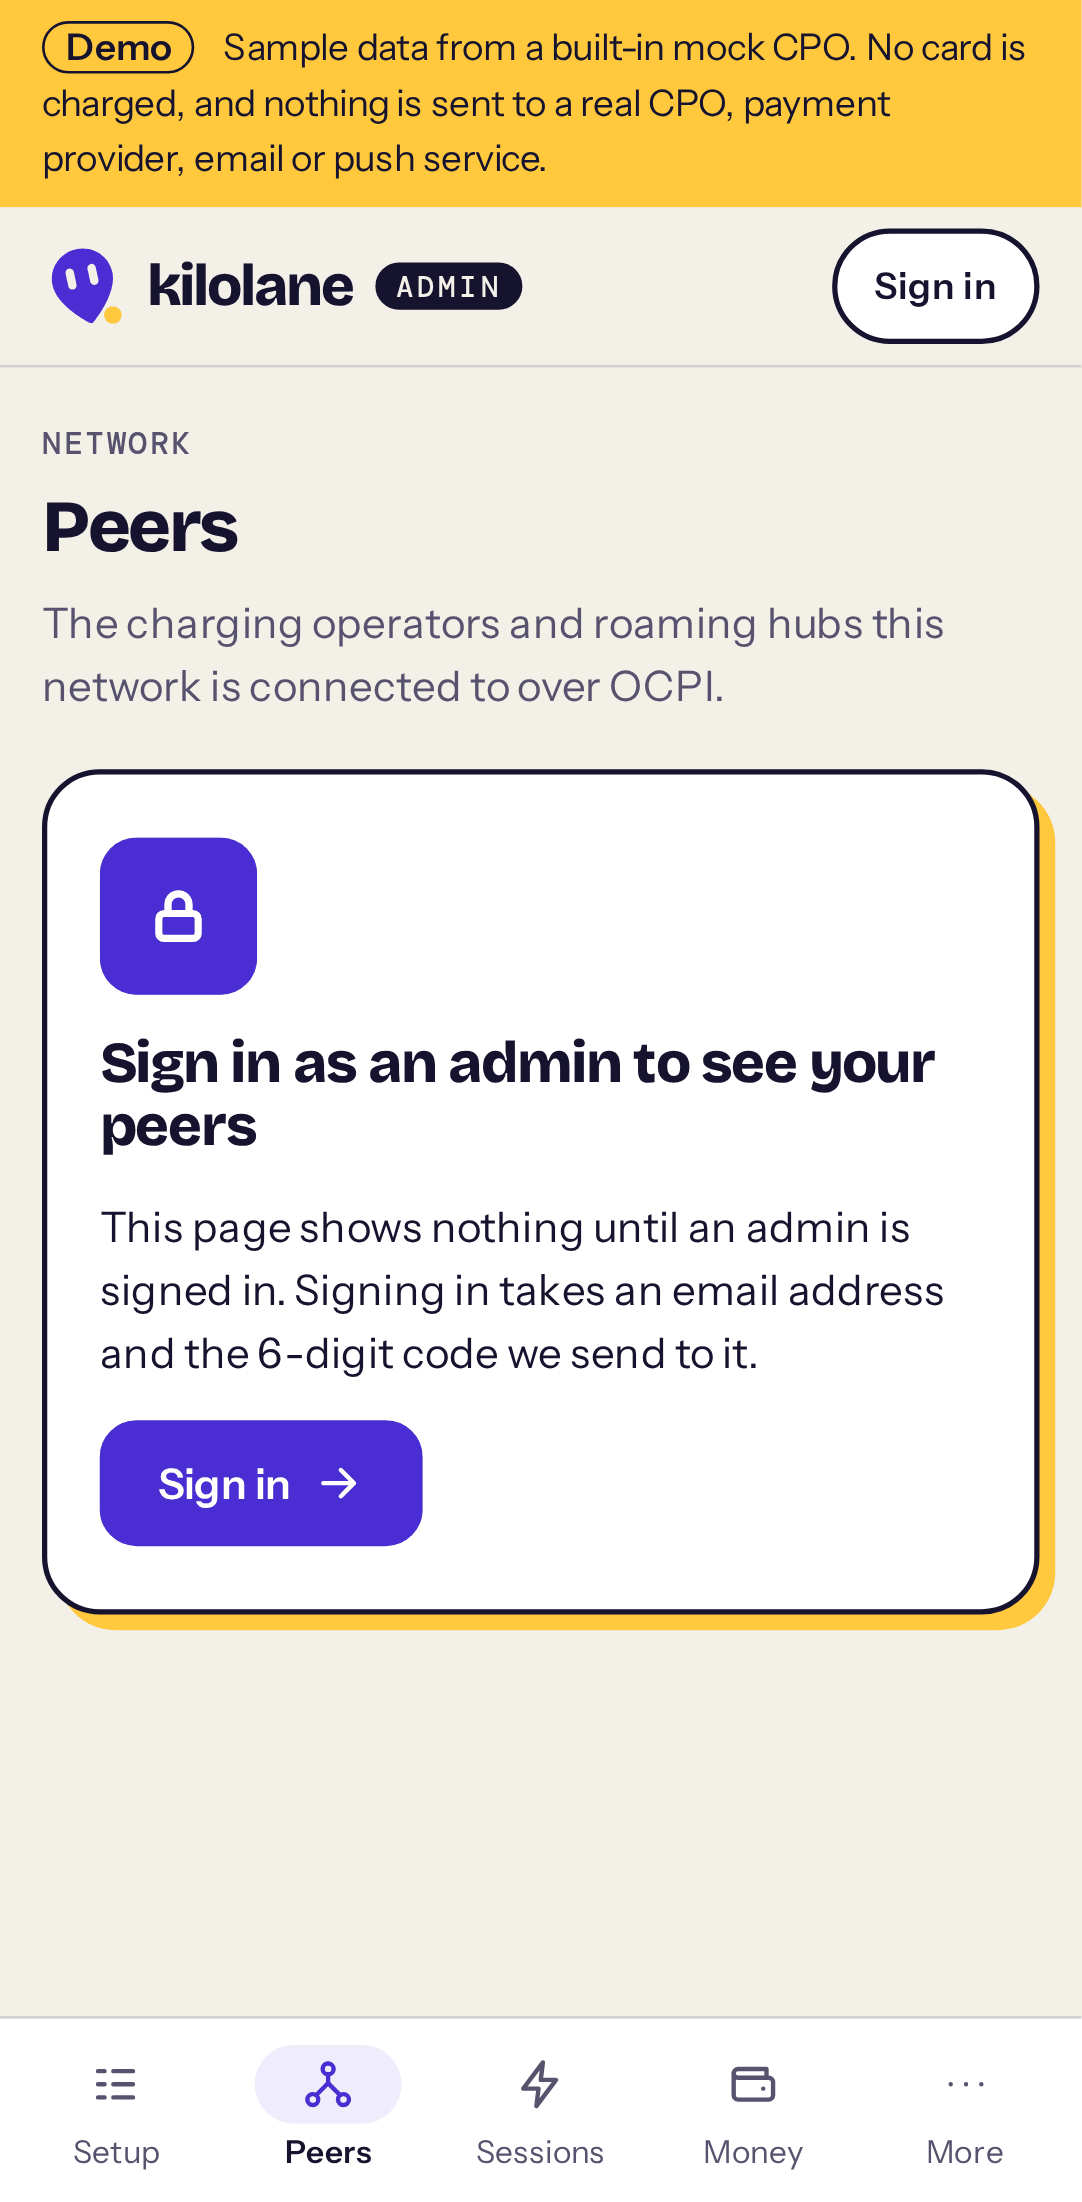 Demo Sample data from a built-in mock CPO. No card is
charged, and nothing is sent to a real CPO, payment
provider, email or push service.
kilolane ADMIN
Sign in
NETWORK
Peers
The charging operators and roaming hubs this
network is connected to over OCPI.
Sign in as an admin to see your
peers
This page shows nothing until an admin is
signed in. Signing in takes an email address
and the 6-digit code we send to it.
Sign in →
Setup
Peers
Sessions
Money
More